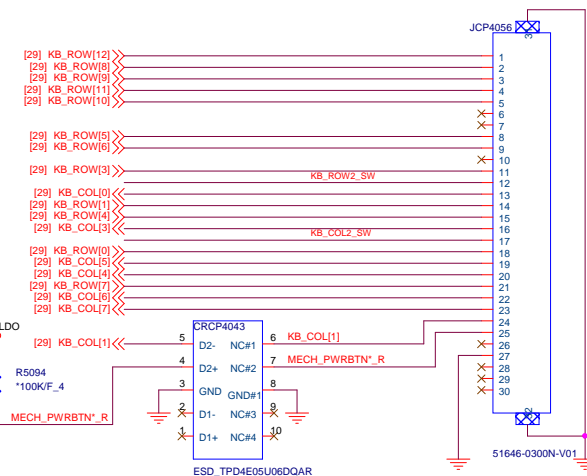 JCP4056
31
[29] KB_ROW[12] 1
[29] KB_ROW[8] 2
[29] KB_ROW[9] 3
[29] KB_ROW[11] 4
[29] KB_ROW[10] 5
6
7
[29] KB_ROW[5] 8
[29] KB_ROW[6] 9
10
[29] KB_ROW[3] 11
KB_ROW2_SW 12
[29] KB_COL[0] 13
[29] KB_ROW[1] 14
[29] KB_ROW[4] 15
[29] KB_COL[3] 16
KB_COL2_SW 17
[29] KB_ROW[0] 18
[29] KB_COL[5] 19
[29] KB_COL[4] 20
[29] KB_ROW[7] 21
[29] KB_COL[6] 22
[29] KB_COL[7] 23
24
25
26
27
28
29
30
32
51646-0300N-V01
LDO
CRCP4043
[29] KB_COL[1] 5 D2- NC#1 6 KB_COL[1]
4 D2+ NC#2 7 MECH_PWRBTN*_R
3 GND GND#1 8
2 D1- NC#3 9
1 D1+ NC#4 10
R5094
*100K/F_4
MECH_PWRBTN*_R
ESD_TPD4E05U06DQAR